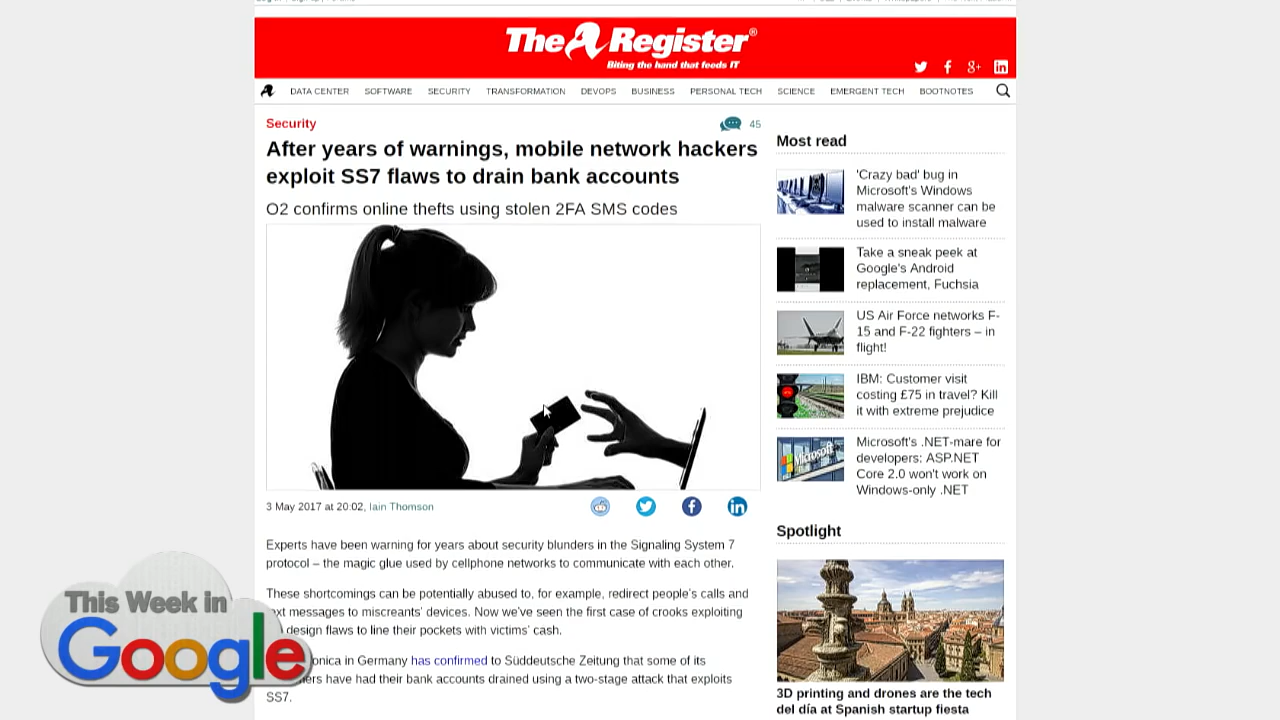 The Register®
Biting the hand that feeds IT
DATA CENTER SOFTWARE SECURITY TRANSFORMATION DEVOPS BUSINESS PERSONAL TECH SCIENCE EMERGENT TECH BOOTNOTES
Security
45
After years of warnings, mobile network hackers
exploit SS7 flaws to drain bank accounts
O2 confirms online thefts using stolen 2FA SMS codes
3 May 2017 at 20:02, Iain Thomson
Experts have been warning for years about security blunders in the Signaling System 7
protocol – the magic glue used by cellphone networks to communicate with each other.
These shortcomings can be potentially abused to, for example, redirect people's calls and
messages to miscreants' devices. Now we've seen the first case of crooks exploiting
design flaws to line their pockets with victims' cash.
in Germany has confirmed to Süddeutsche Zeitung that some of its
have had their bank accounts drained using a two-stage attack that exploits
SS7.
Most read
'Crazy bad' bug in
Microsoft's Windows
malware scanner can be
used to install malware
Take a sneak peek at
Google's Android
replacement, Fuchsia
US Air Force networks F-
15 and F-22 fighters – in
flight!
IBM: Customer visit
costing £75 in travel? Kill
it with extreme prejudice
Microsoft
Microsoft's .NET-mare for
developers: ASP.NET
Core 2.0 won't work on
Windows-only .NET
Spotlight
3D printing and drones are the tech
del día at Spanish startup fiesta
This Week in
Google